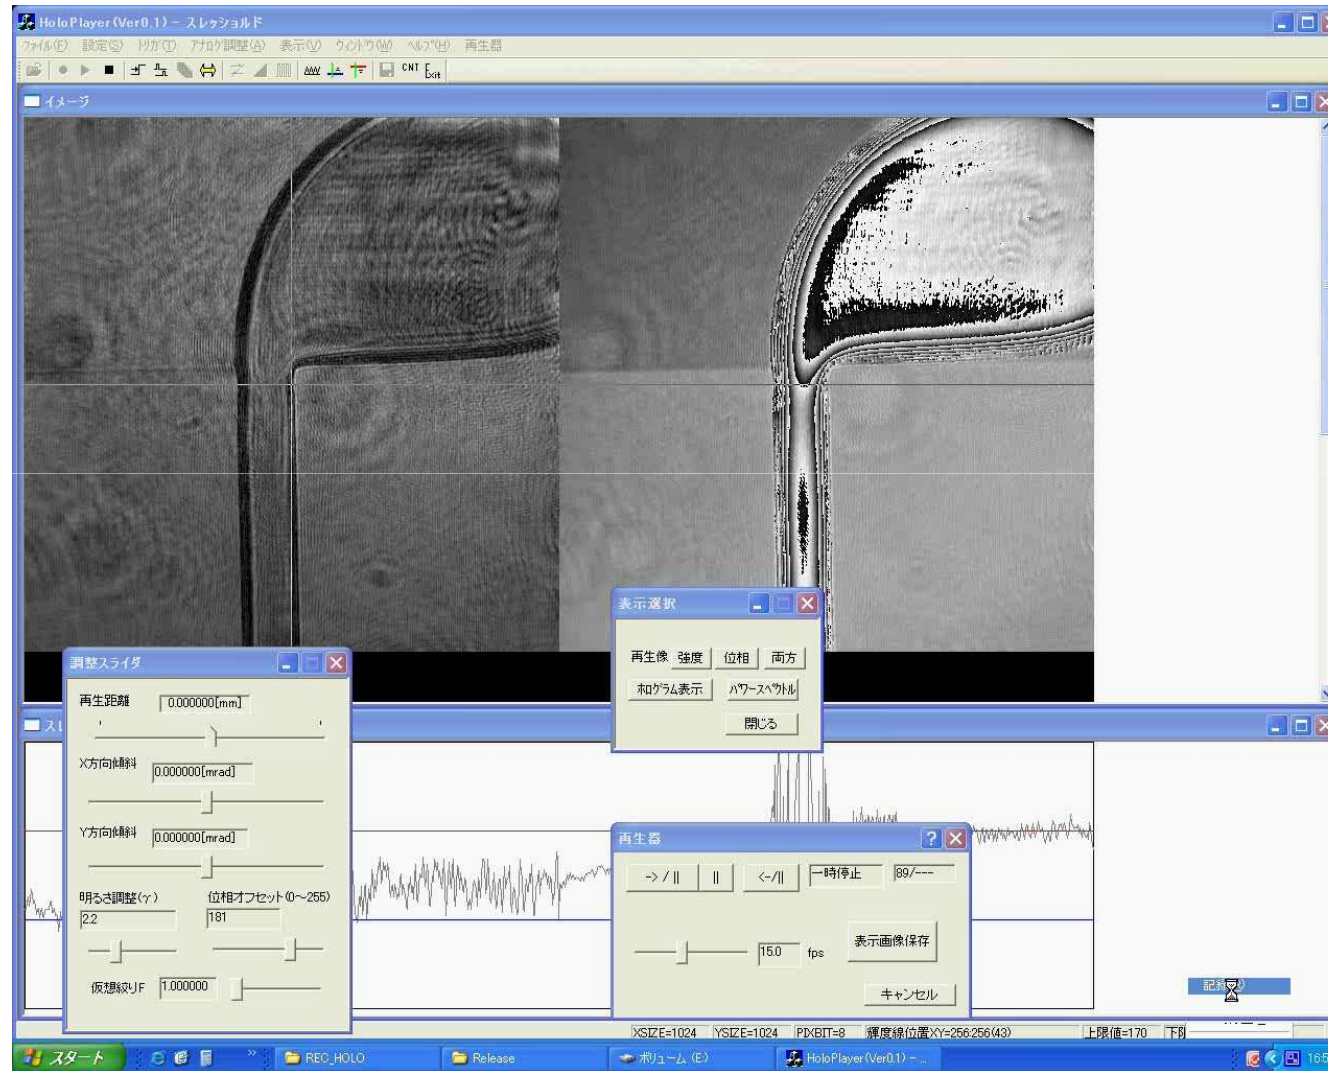 HoloPlayer(Ver0.1) - スレッショルド
ファイル(F) 設定(S) トリガ(T) アナログ調整(A) 表示(V) ウィンドウ(W) ヘルプ(H) 再生器
CNT Exit
イメージ
表示選択
再生像 強度 位相 両方
ホログラム表示 パワースペクトル
閉じる
調整スライダ
再生距離 0.000000[mm]
X方向傾斜 0.000000[mrad]
Y方向傾斜 0.000000[mrad]
明るさ調整(γ) 位相オフセット(0～255)
2.2 181
仮想絞りF 1.000000
再生器
-> / || || <-/|| 一時停止 89/---
15.0 fps 表示画像保存
キャンセル
XSIZE=1024 YSIZE=1024 PIXBIT=8 輝度線位置XY=256:256(43) 上限値=170
スタート REC_HOLO Release ボリューム (E:) HoloPlayer(Ver0.1) - ...